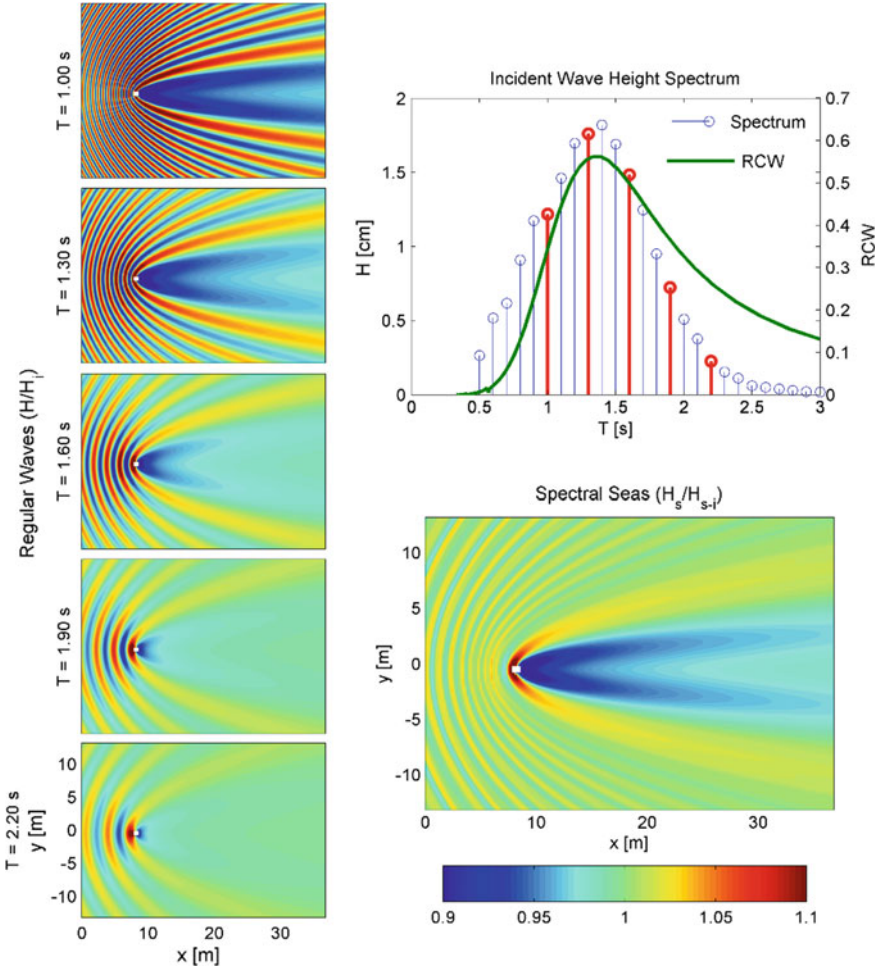 Regular Waves (H/Hi)
T = 1.00 s
T = 1.30 s
T = 1.60 s
T = 1.90 s
T = 2.20 s
y [m]
10
5
0
-5
-10
0 10 20 30
x [m]
Incident Wave Height Spectrum
H [cm]
2
1.5
1
0.5
0
0 0.5 1 1.5 2 2.5 3
T [s]
Spectrum
RCW
0.7
0.6
0.5
0.4
0.3
0.2
0.1
0
RCW
Spectral Seas (Hs/Hs-i)
y [m]
10
5
0
-5
-10
0 10 20 30
x [m]
0.9 0.95 1 1.05 1.1